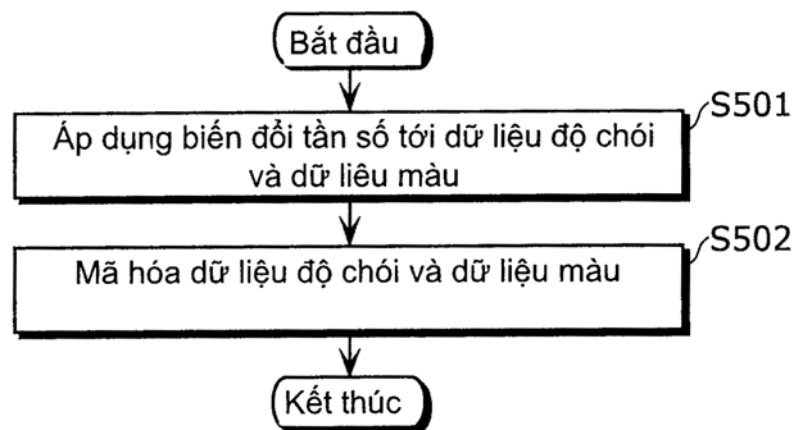 Bắt đầu
S501
Áp dụng biến đổi tần số tới dữ liệu độ chói
và dữ liêu màu
S502
Mã hóa dữ liệu độ chói và dữ liệu màu
Kết thúc